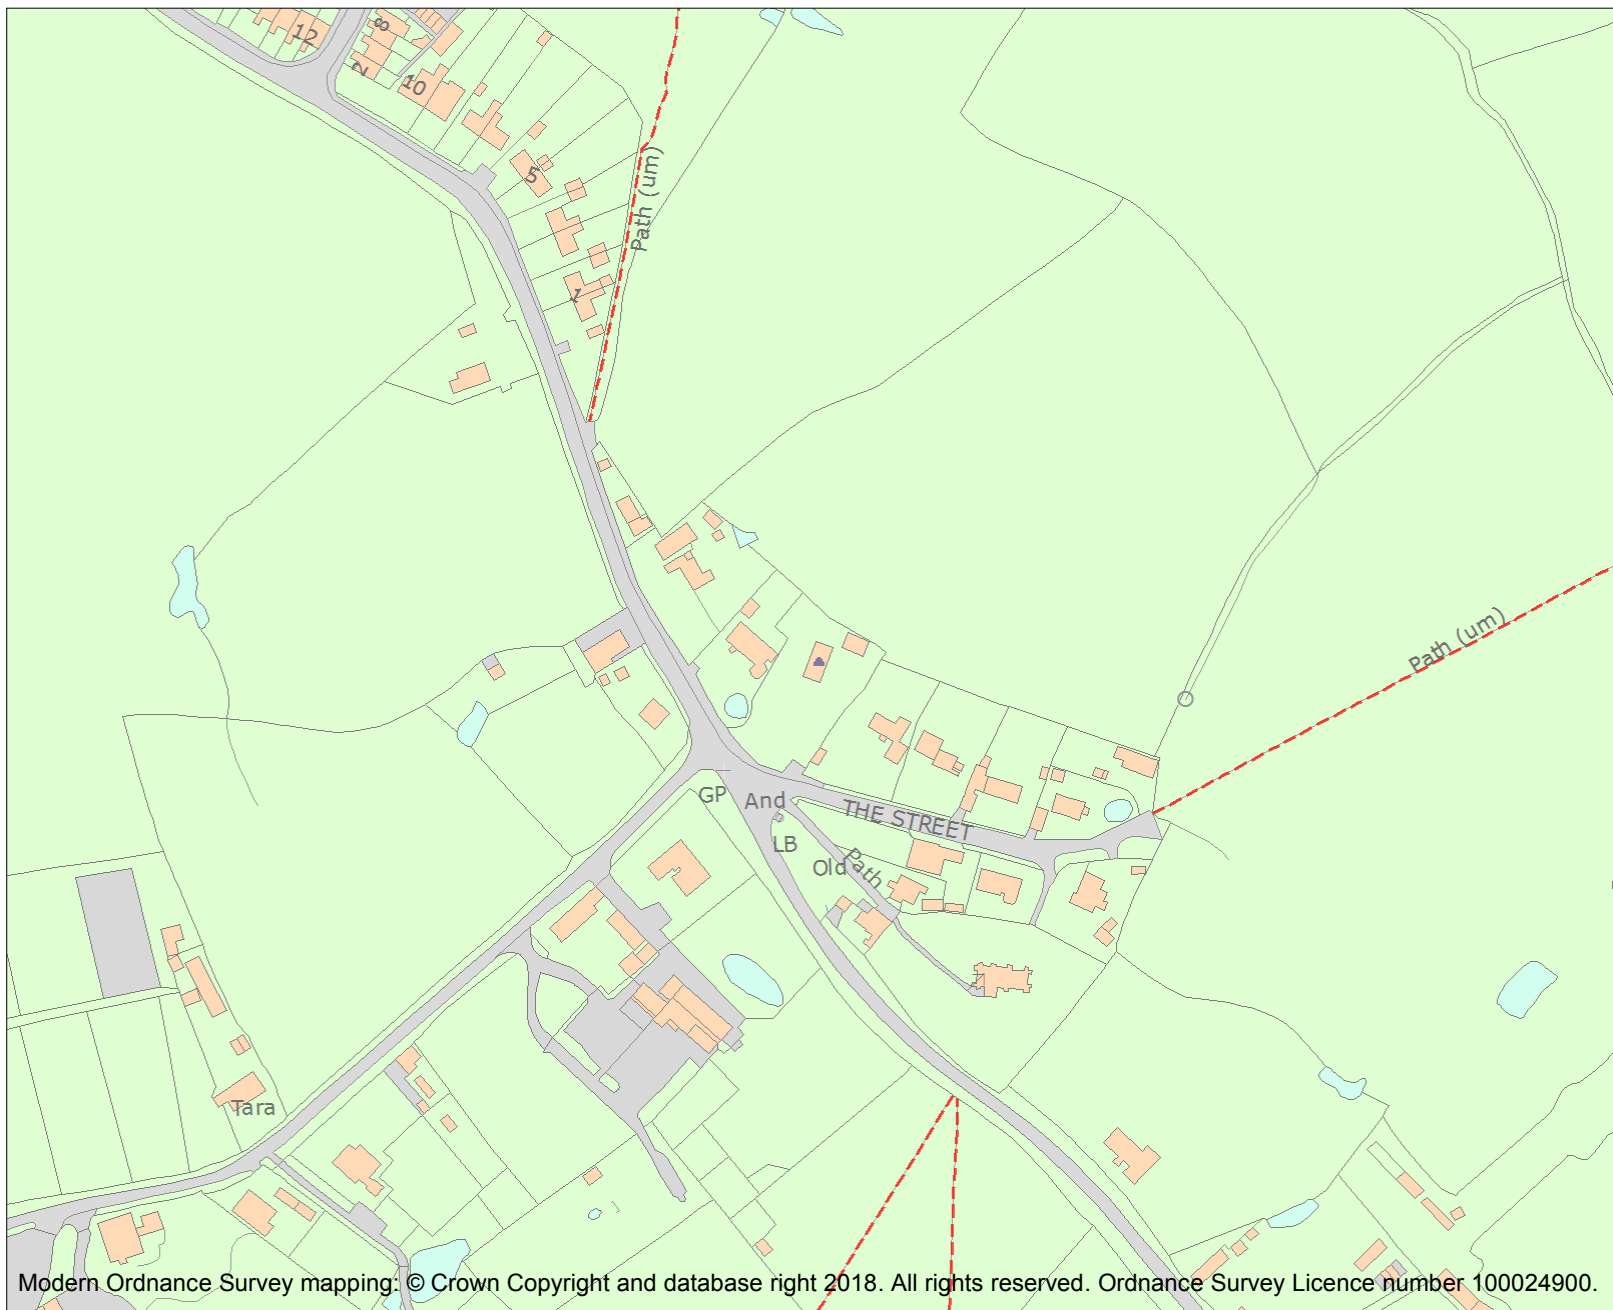 12
8
2
10
5
1
Path (um)
Path (um)
GP
And
THE STREET
LB
Old
Path
Tara
Modern Ordnance Survey mapping: © Crown Copyright and database right 2018. All rights reserved. Ordnance Survey Licence number 100024900.